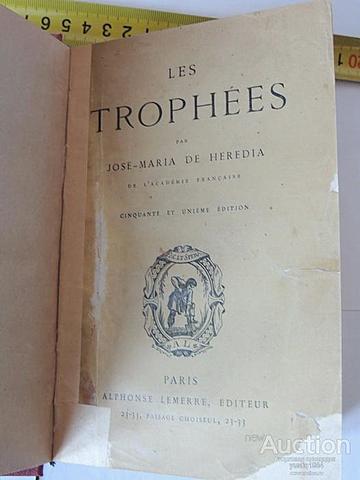 LES
TROPHÉES
PAR
JOSÉ-MARIA DE HEREDIA
DE L'ACADÉMIE FRANÇAISE
CINQUANTE ET UNIÈME ÉDITION
A L
PARIS
ALPHONSE LEMERRE, ÉDITEUR
23-33, PASSAGE CHOISEUL, 23-33
Auction